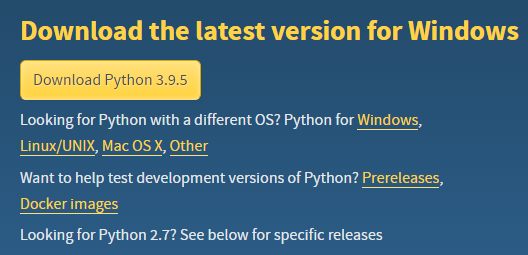 Download the latest version for Windows
Download Python 3.9.5
Looking for Python with a different OS? Python for Windows,
Linux/UNIX, Mac OS X, Other
Want to help test development versions of Python? Prereleases,
Docker images
Looking for Python 2.7? See below for specific releases